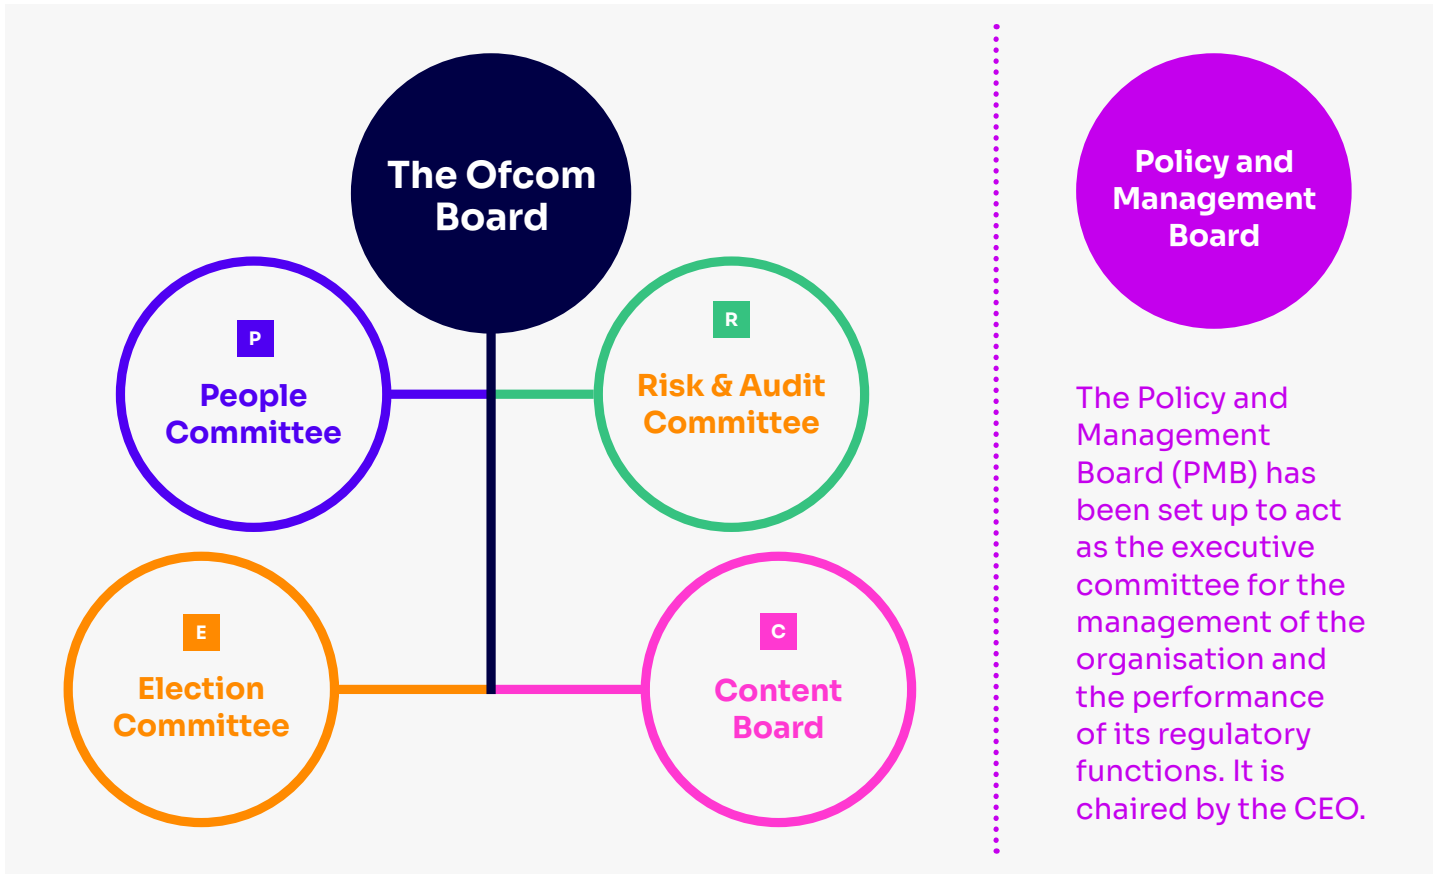 The Ofcom
Board
P
People
Committee
R
Risk & Audit
Committee
E
Election
Committee
C
Content
Board
Policy and
Management
Board
The Policy and
Management
Board (PMB) has
been set up to act
as the executive
committee for the
management of the
organisation and
the performance
of its regulatory
functions. It is
chaired by the CEO.